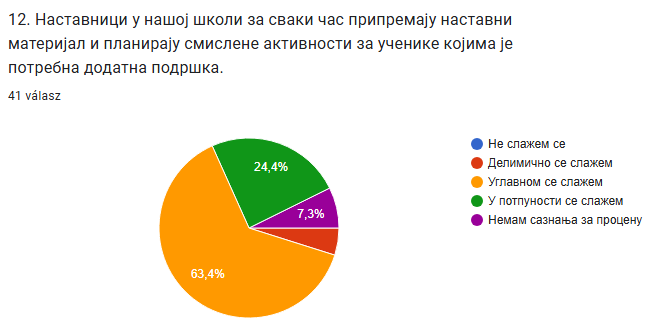 12. Наставници у нашој школи за сваки час припремају наставни
материјал и планирају смислене активности за ученике којима је
потребна додатна подршка.
41 válasz
24,4%
7,3%
63,4%
Не слажем се
Делимично се слажем
Углавном се слажем
У потпуности се слажем
Немам сазнања за процену